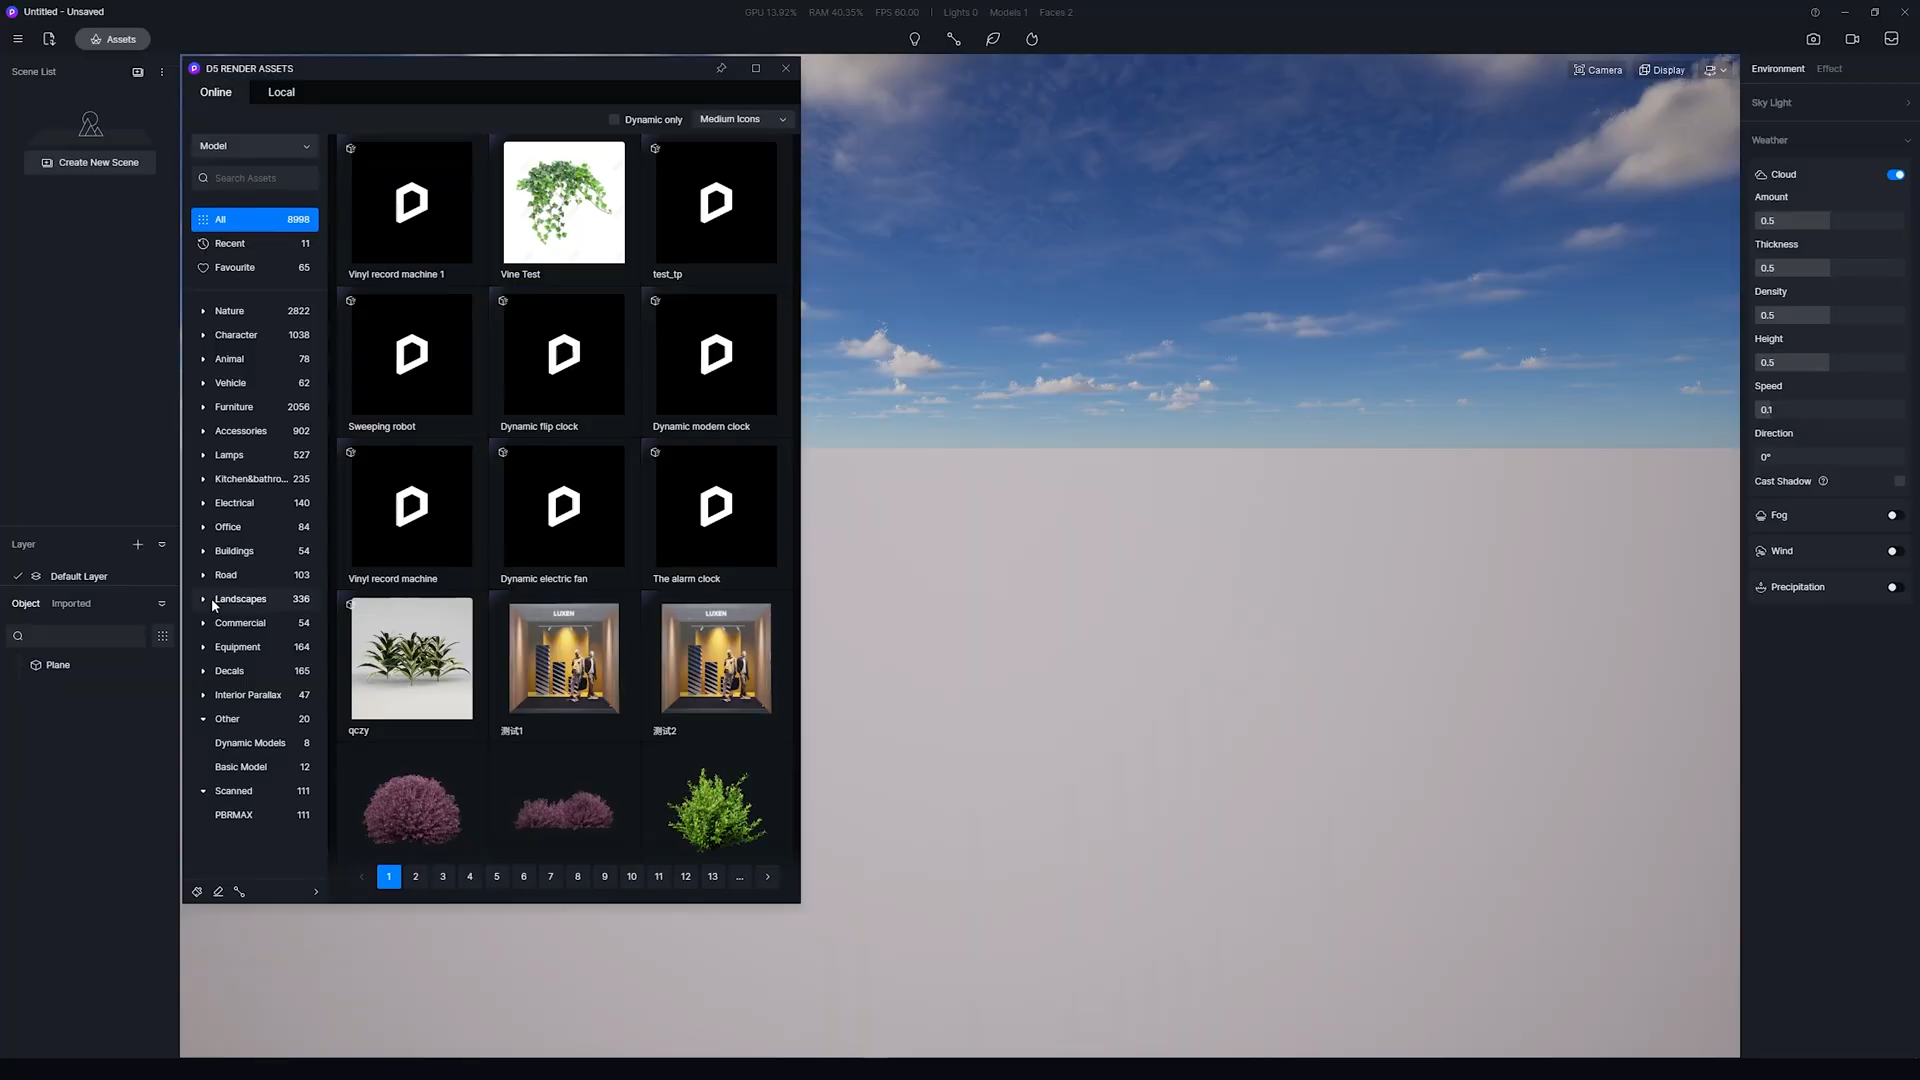 Untitled - Unsaved
GPU 13.92% RAM 40.35% FPS 60.00 | Lights 0 Models 1 Faces 2
Assets
Scene List
Create New Scene
Layer
Default Layer
Object Imported
Plane
D5 RENDER ASSETS
Online Local
Dynamic only Medium Icons
Model
Search Assets
All 8998
Recent 11
Favourite 65
Nature 2822
Character 1038
Animal 78
Vehicle 62
Furniture 2056
Accessories 902
Lamps 527
Kitchen&bathro... 235
Electrical 140
Office 84
Buildings 54
Road 103
Landscapes 336
Commercial 54
Equipment 164
Decals 165
Interior Parallax 47
Other 20
Dynamic Models 8
Basic Model 12
Scanned 111
PBRMAX 111
Vinyl record machine 1 Vine Test test_tp
Sweeping robot Dynamic flip clock Dynamic modern clock
Vinyl record machine Dynamic electric fan The alarm clock
LUXEN LUXEN
qczy 测试1 测试2
1 2 3 4 5 6 7 8 9 10 11 12 13 ...
Camera Display
Environment Effect
Sky Light
Weather
Cloud
Amount
0.5
Thickness
0.5
Density
0.5
Height
0.5
Speed
0.1
Direction
0°
Cast Shadow
Fog
Wind
Precipitation